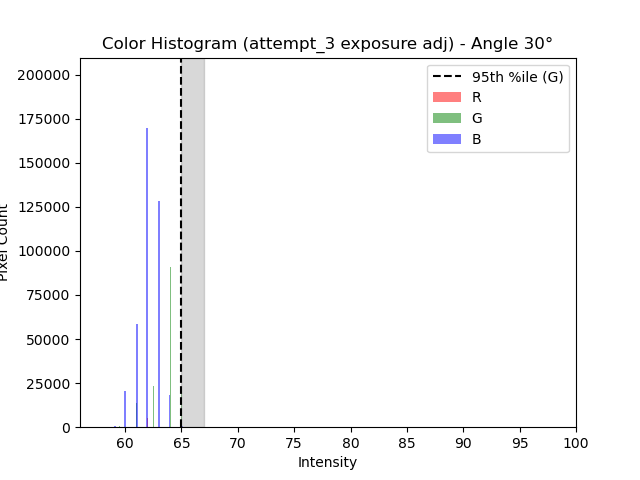 Color Histogram (attempt_3 exposure adj) - Angle 30°
200000
175000
150000
125000
100000
75000
50000
25000
0
Pixel Count
60 65 70 75 80 85 90 95 100
Intensity
95th %ile (G)
R
G
B